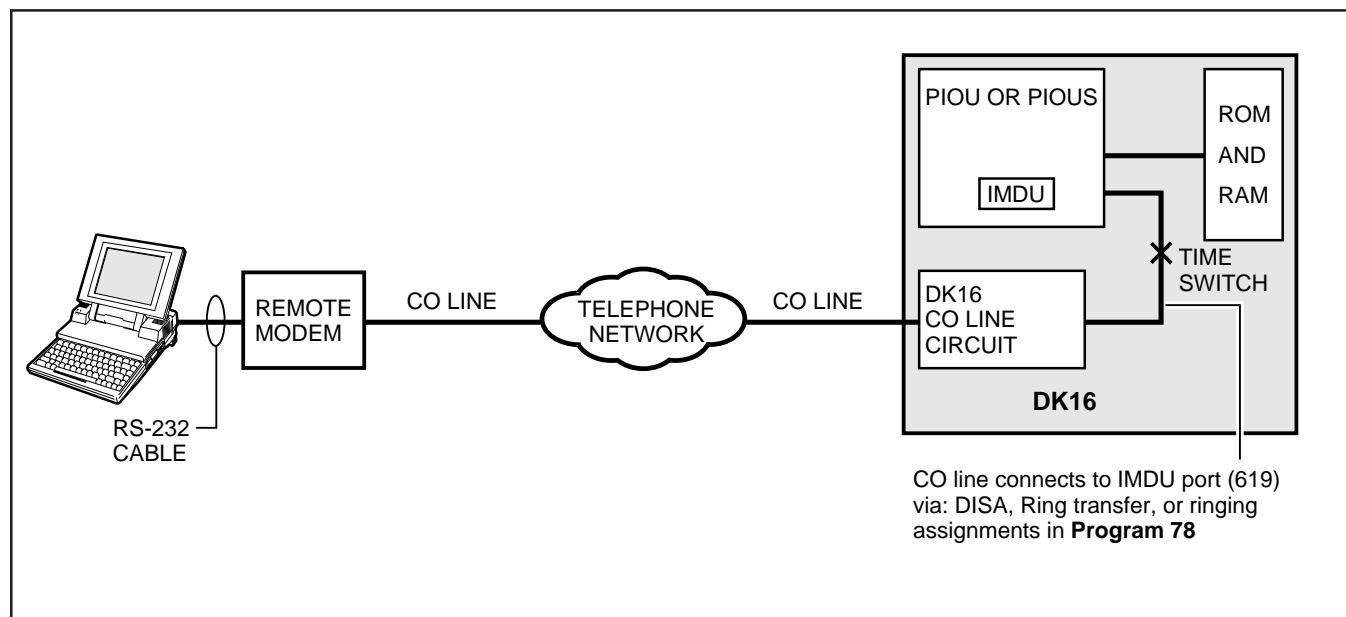 PIOU OR PIOUS
IMDU
ROM
AND
RAM
TIME
SWITCH
REMOTE
MODEM
CO LINE
TELEPHONE
NETWORK
CO LINE
DK16
CO LINE
CIRCUIT
DK16
RS-232
CABLE
CO line connects to IMDU port (619)
via: DISA, Ring transfer, or ringing
assignments in Program 78